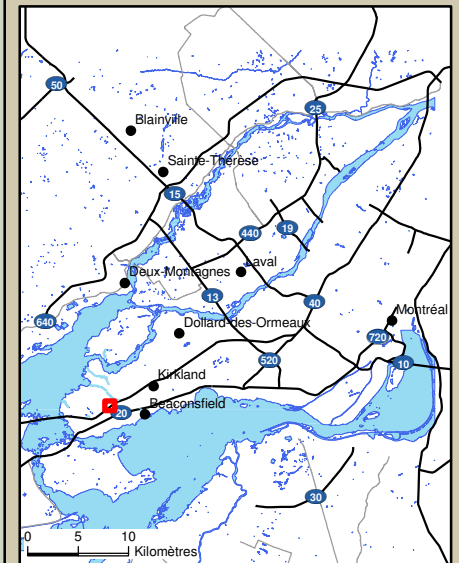 50
Blainville
25
Sainte-Thérèse
15
440
19
Laval
Deux-Montagnes
13
40
Montréal
640
Dollard-des-Ormeaux
720
520
10
Kirkland
20
Beaconsfield
30
0 5 10
Kilomètres